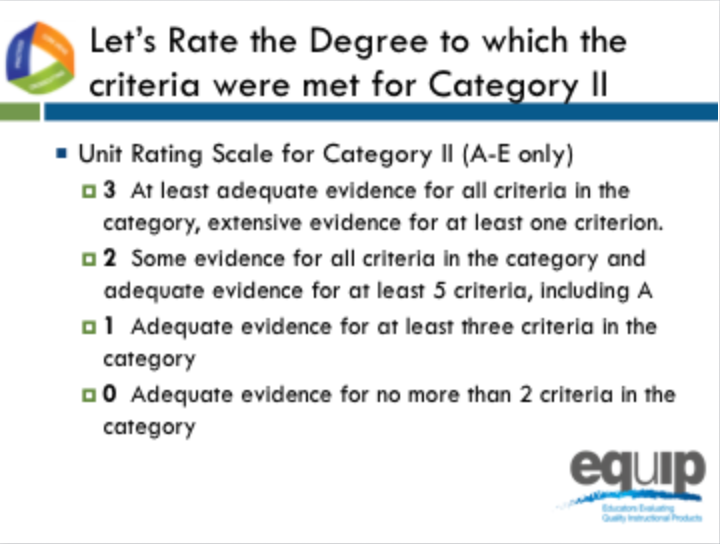 Let's Rate the Degree to which the
criteria were met for Category II
Unit Rating Scale for Category II (A-E only)
3 At least adequate evidence for all criteria in the
category, extensive evidence for at least one criterion.
2 Some evidence for all criteria in the category and
adequate evidence for at least 5 criteria, including A
1 Adequate evidence for at least three criteria in the
category
0 Adequate evidence for no more than 2 criteria in the
category
equip
Educators Evaluating
Quality Instructional Products